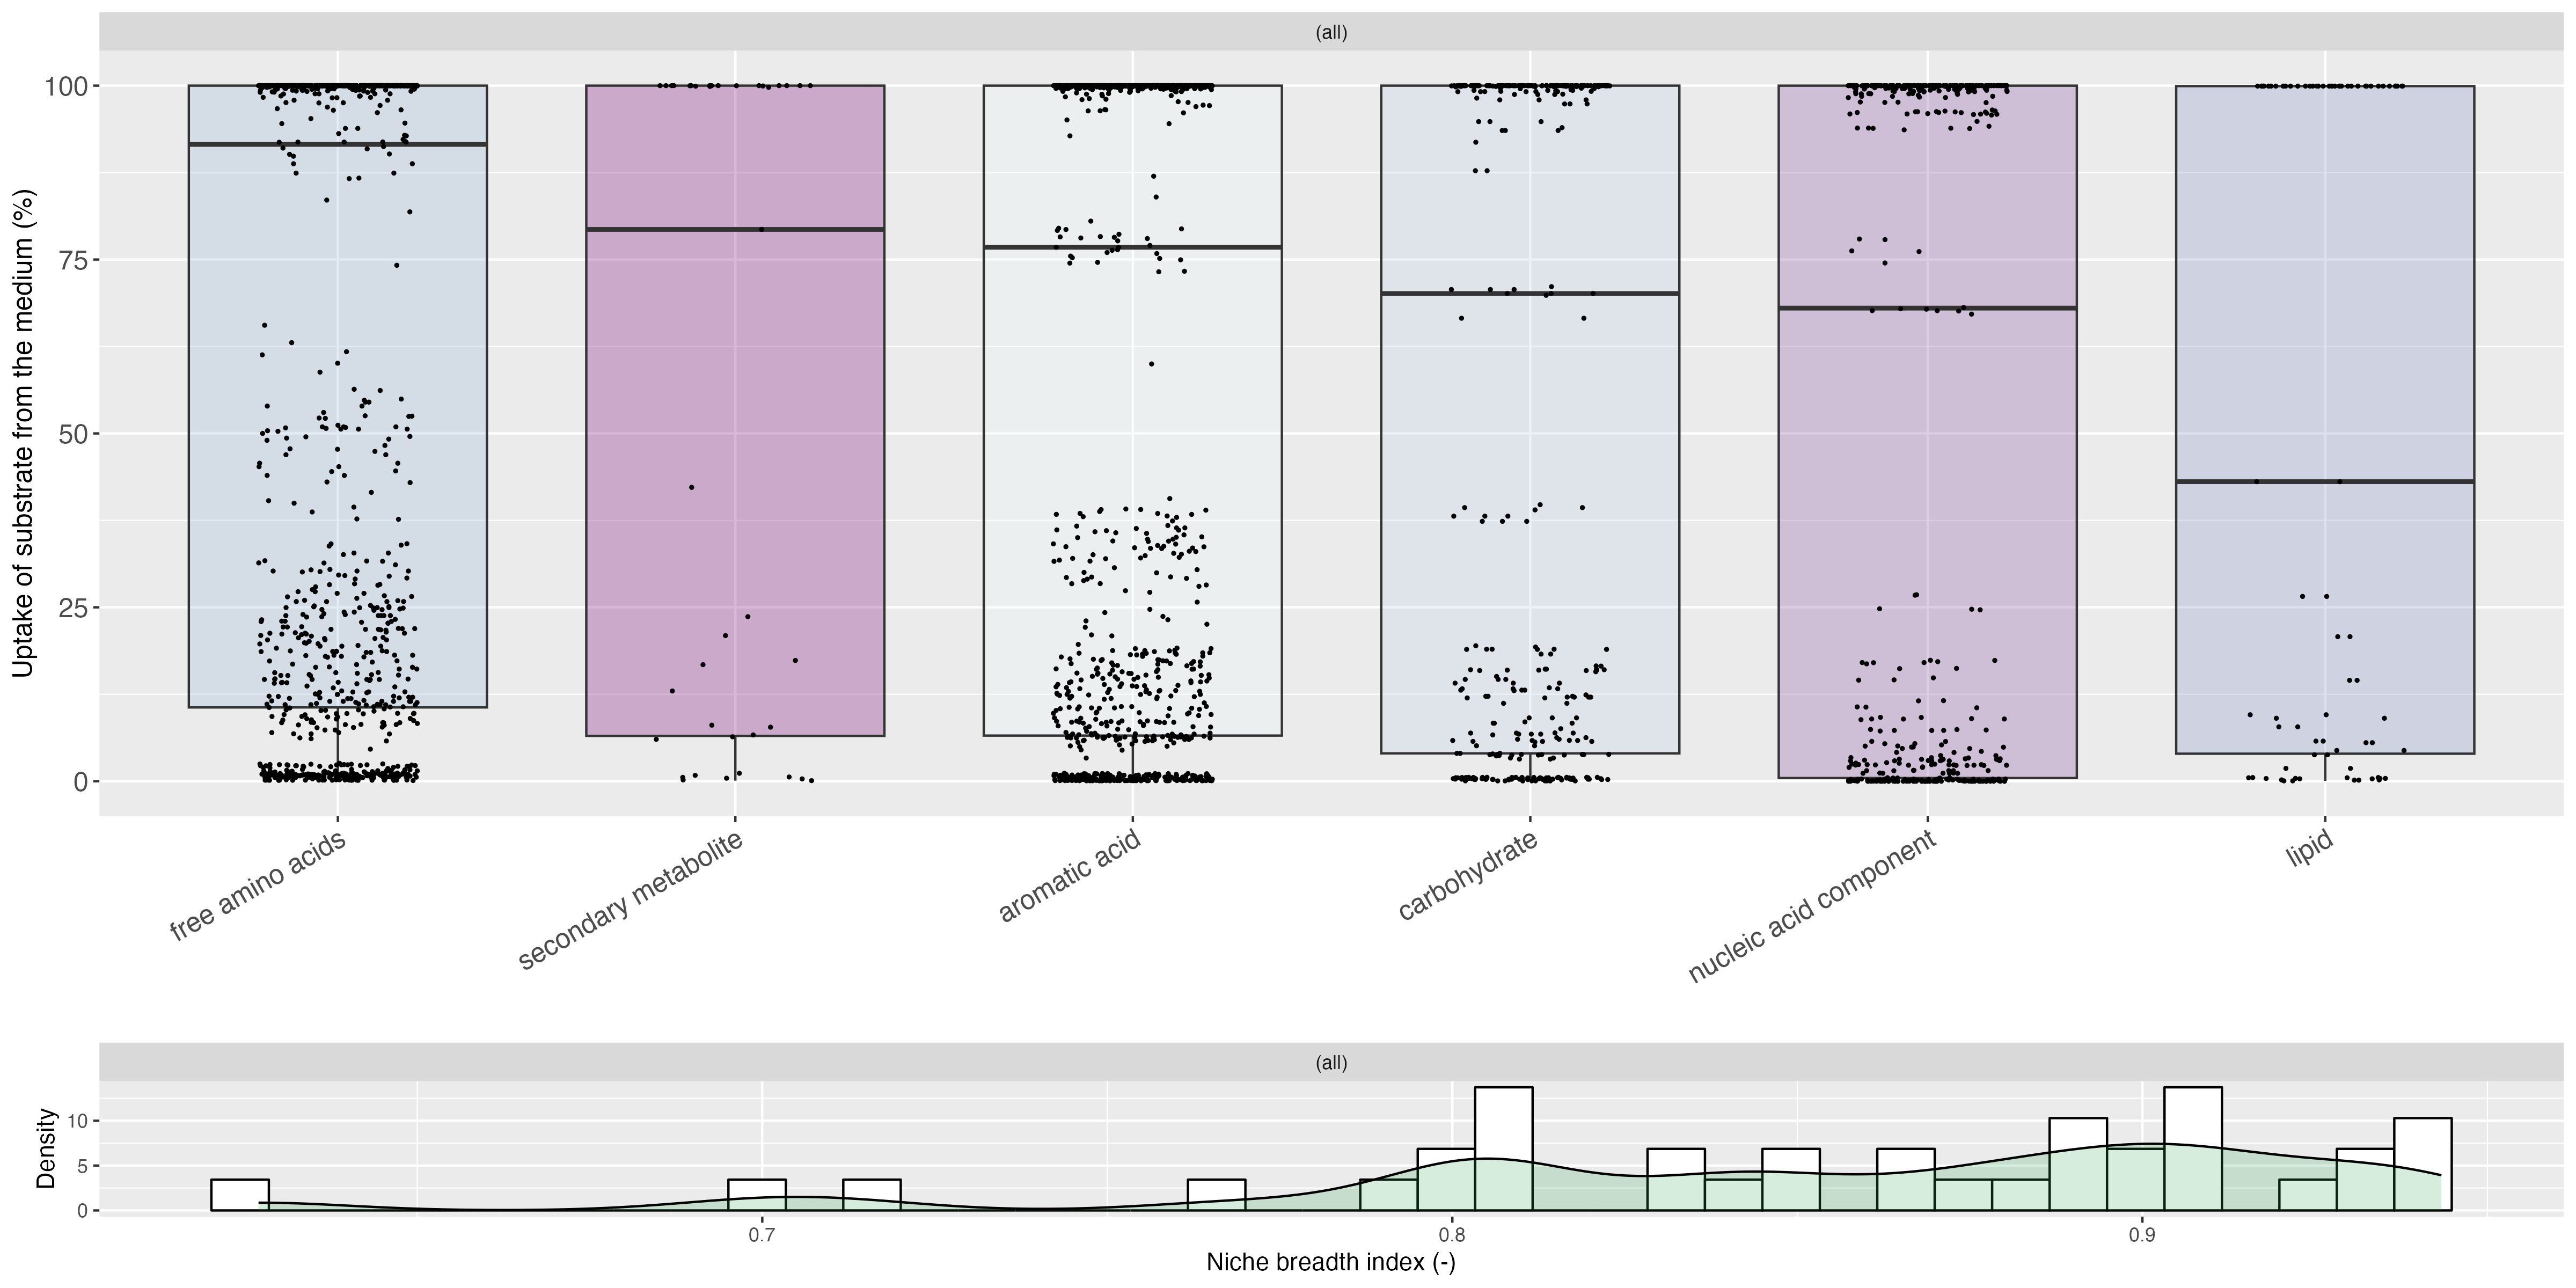 (all)
Uptake of substrate from the medium (%)
100
75
50
25
0
free amino acids
secondary metabolite
aromatic acid
carbohydrate
nucleic acid component
lipid
(all)
Density
10
5
0
0.7
0.8
0.9
Niche breadth index (-)